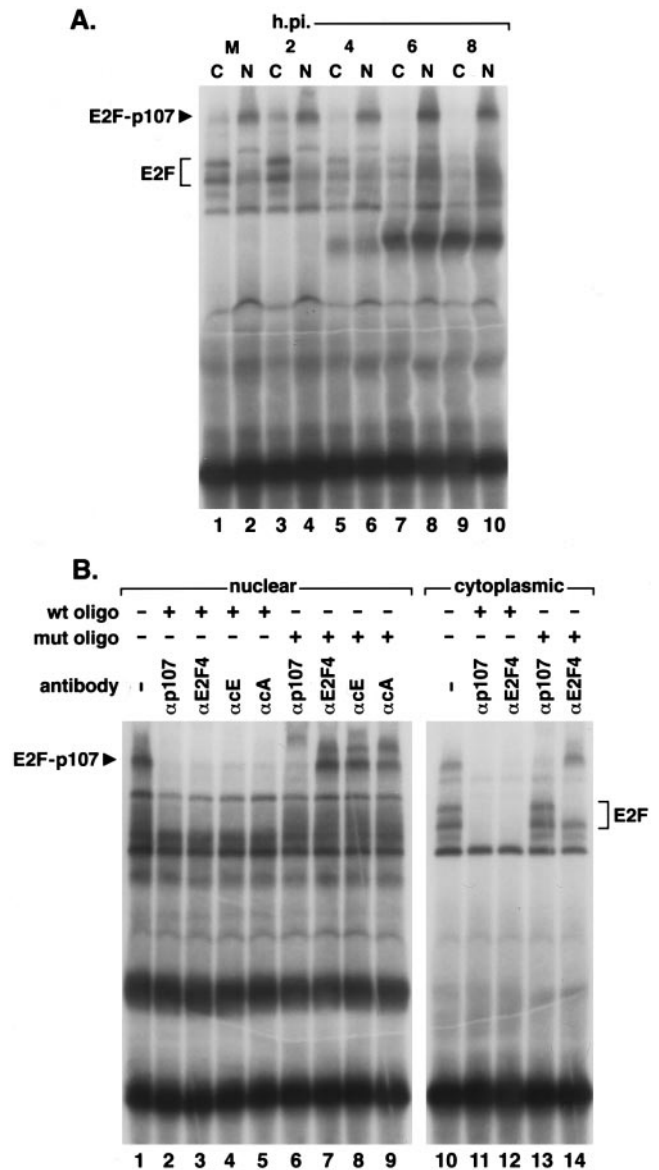 A.
h.pi.
M 2 4 6 8
C N C N C N C N C N
E2F-p107
E2F
1 2 3 4 5 6 7 8 9 10
B.
nuclear cytoplasmic
wt oligo - + + + + - - - - - + + - -
mut oligo - - - - - + + + + - - - + +
antibody - αp107 αE2F4 αcE αcA αp107 αE2F4 αcE αcA - αp107 αE2F4 αp107 αE2F4
E2F-p107
E2F
1 2 3 4 5 6 7 8 9 10 11 12 13 14